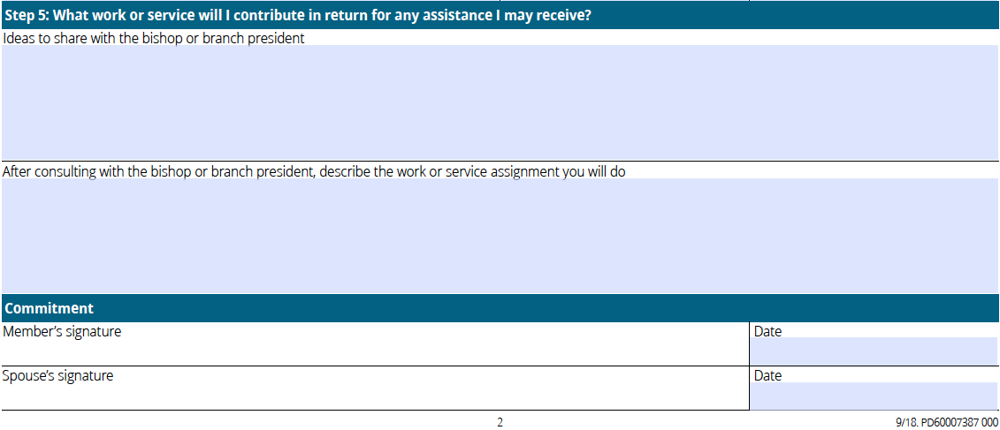 Step 5: What work or service will I contribute in return for any assistance I may receive?
Ideas to share with the bishop or branch president
After consulting with the bishop or branch president, describe the work or service assignment you will do
Commitment
Member’s signature
Date
Spouse’s signature
Date
2
9/18. PD60007387 000